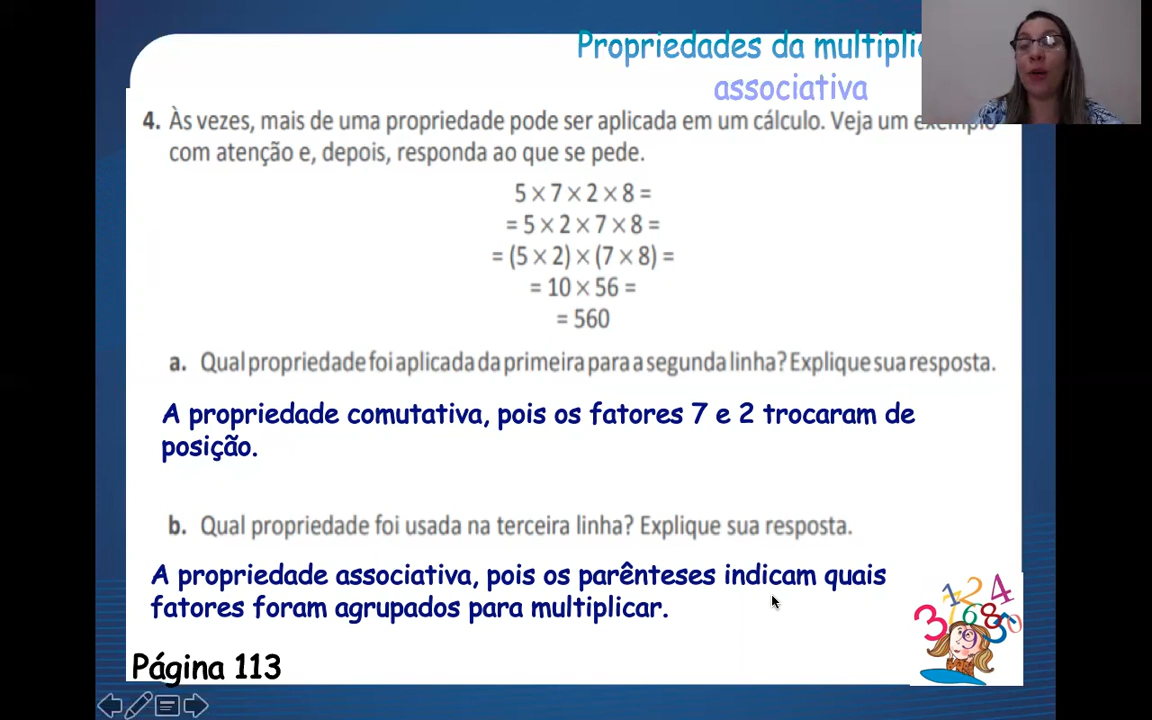 Propriedades da
associativa
4. Às vezes, mais de uma propriedade pode ser aplicada em um cálculo. Veja um exemplo
com atenção e, depois, responda ao que se pede.
5 × 7 × 2 × 8 =
= 5 × 2 × 7 × 8 =
= (5 × 2) × (7 × 8) =
= 10 × 56 =
= 560
a. Qual propriedade foi aplicada da primeira para a segunda linha? Explique sua resposta.
A propriedade comutativa, pois os fatores 7 e 2 trocaram de
posição.
b. Qual propriedade foi usada na terceira linha? Explique sua resposta.
A propriedade associativa, pois os parênteses indicam quais
fatores foram agrupados para multiplicar.
Página 113